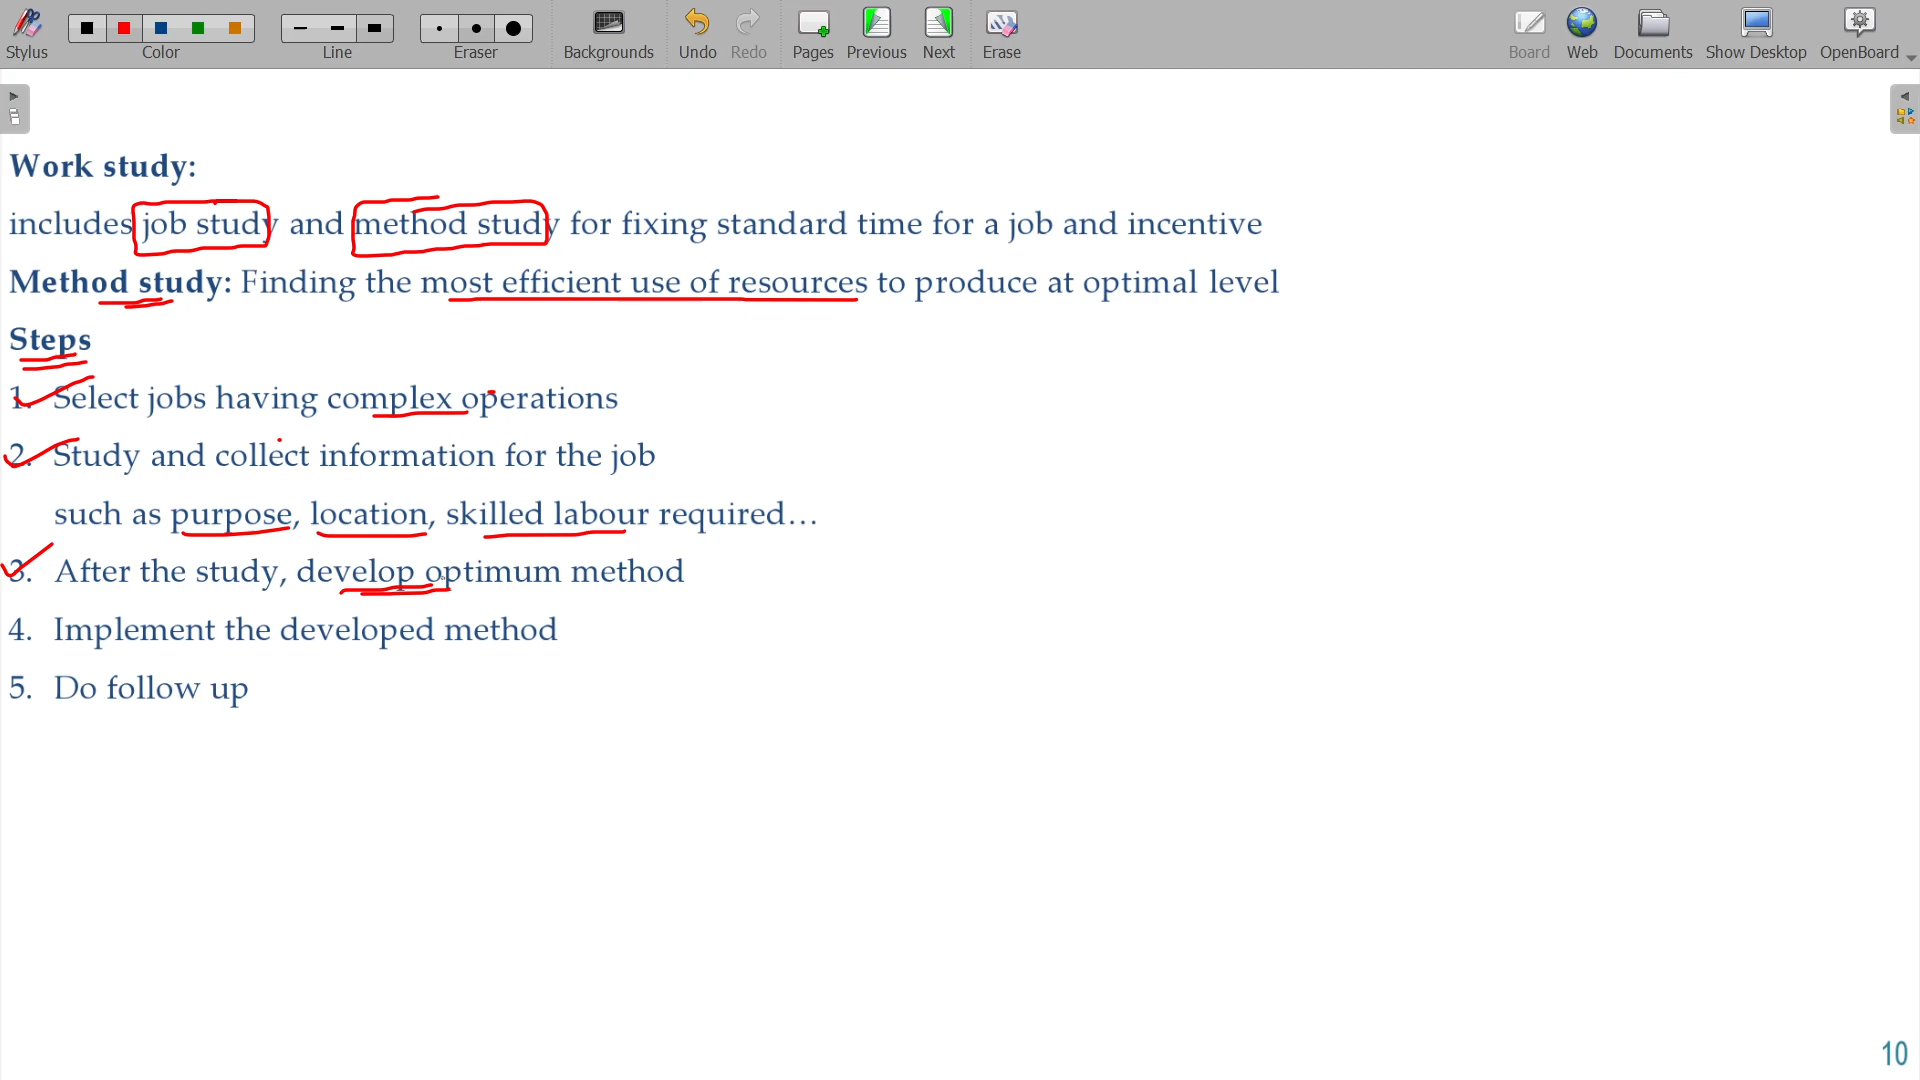 Stylus Color Line Eraser Backgrounds Undo Redo Pages Previous Next Erase Board Web Documents Show Desktop OpenBoard
Work study:
includes job study and method study for fixing standard time for a job and incentive
Method study: Finding the most efficient use of resources to produce at optimal level
Steps
1. Select jobs having complex operations
2. Study and collect information for the job
such as purpose, location, skilled labour required...
3. After the study, develop optimum method
4. Implement the developed method
5. Do follow up
10